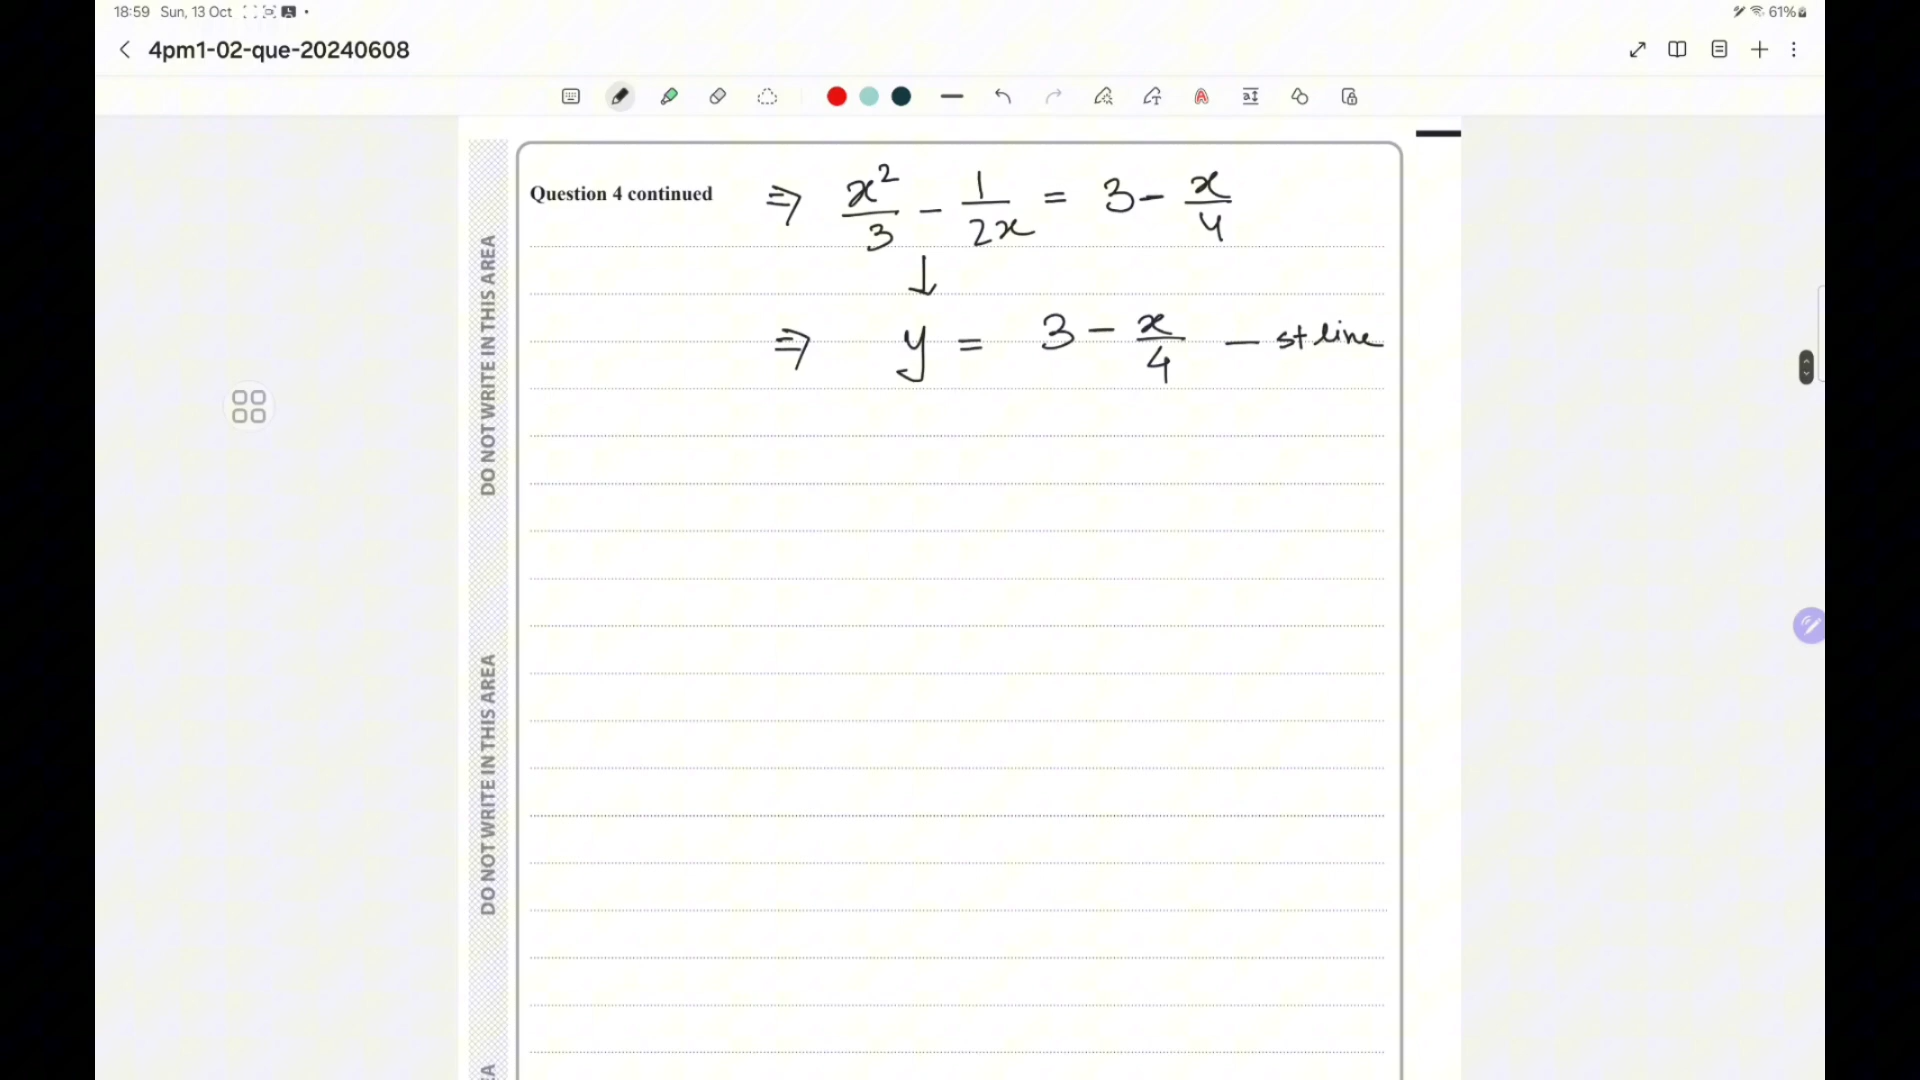 18:59 Sun, 13 Oct
61%
4pm1-02-que-20240608
Question 4 continued ⇒ x²/3 - 1/2x = 3 - x/4
↓
⇒ y = 3 - x/4 — st line
DO NOT WRITE IN THIS AREA
DO NOT WRITE IN THIS AREA
EA